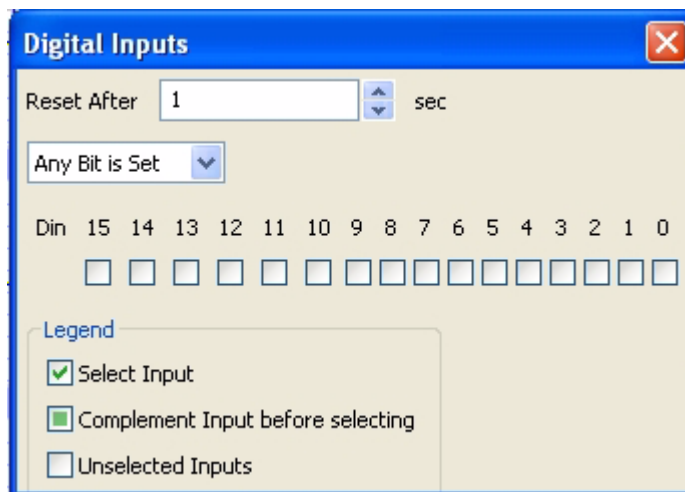 Digital Inputs
Reset After 1 sec
Any Bit is Set
Din 15 14 13 12 11 10 9 8 7 6 5 4 3 2 1 0
Legend
Select Input
Complement Input before selecting
Unselected Inputs